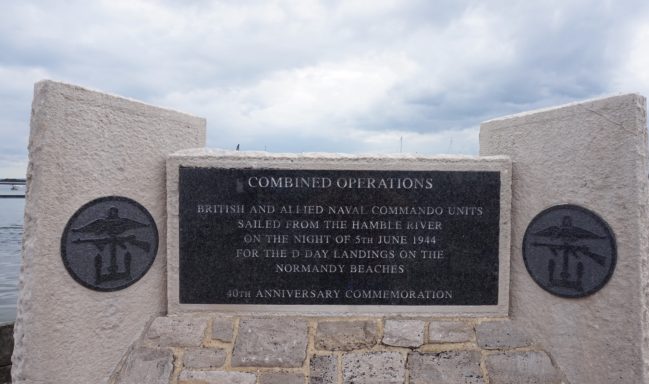 COMBINED OPERATIONS
BRITISH AND ALLIED NAVAL COMMANDO UNITS
SAILED FROM THE HAMBLE RIVER
ON THE NIGHT OF 5TH JUNE 1944
FOR THE D DAY LANDINGS ON THE
NORMANDY BEACHES
40TH ANNIVERSARY COMMEMORATION